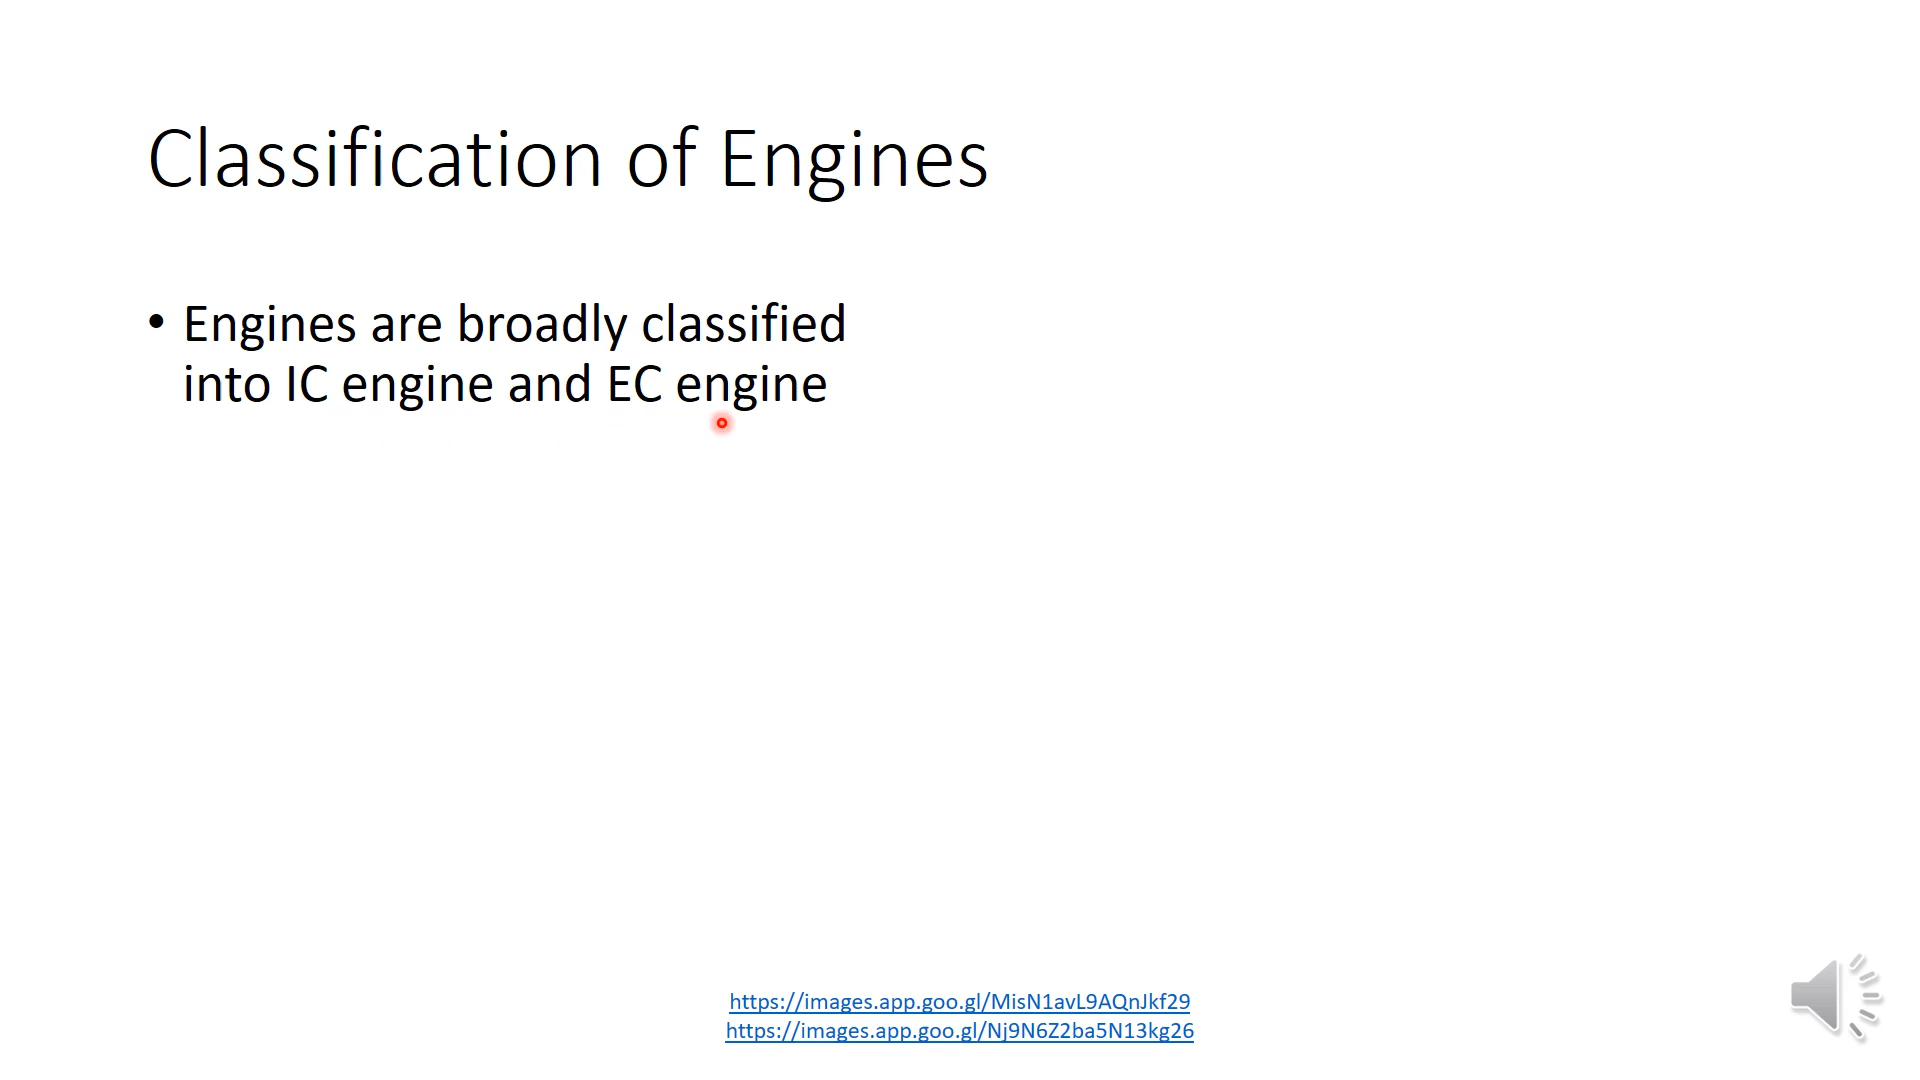 Classification of Engines
• Engines are broadly classified
into IC engine and EC engine
https://images.app.goo.gl/MisN1avL9AQnJkf29
https://images.app.goo.gl/Nj9N6Z2ba5N13kg26